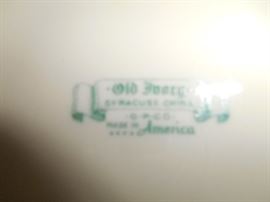 Old Ivory
SYRACUSE CHINA
O.P.CO.
MADE IN America